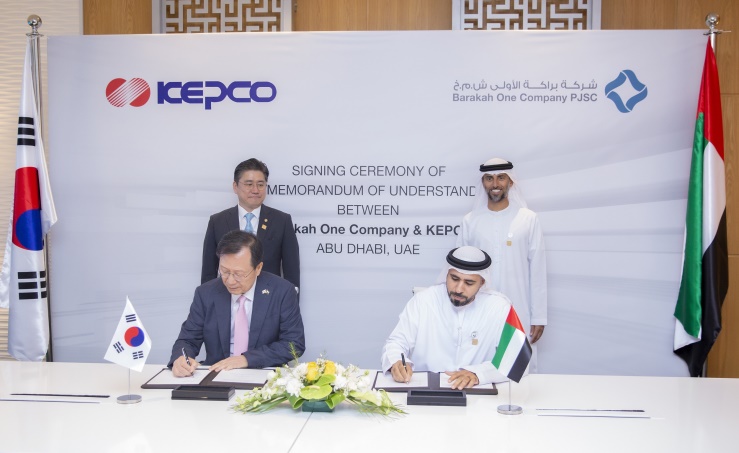 KEPCO
شركة براكة الأولى ش.م.خ
Barakah One Company PJSC
SIGNING CEREMONY OF
MEMORANDUM OF UNDERSTAND
BETWEEN
kah One Company & KEPC
ABU DHABI, UAE